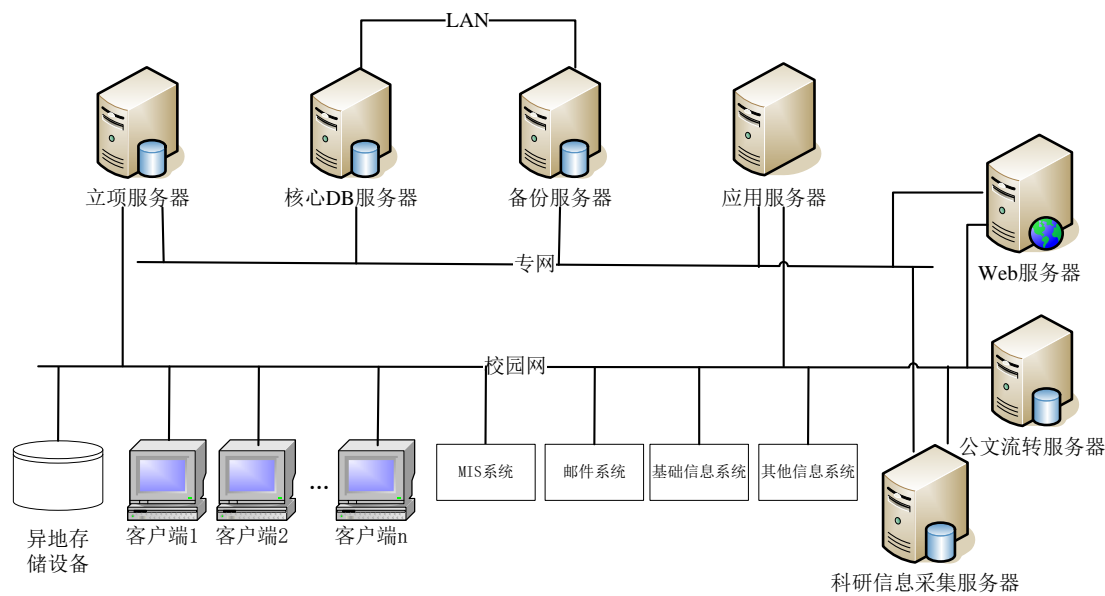 LAN
立项服务器
核心DB服务器
备份服务器
应用服务器
专网
Web服务器
校园网
公文流转服务器
MIS系统
邮件系统
基础信息系统
其他信息系统
...
异地存
储设备
客户端1
客户端2
客户端n
科研信息采集服务器